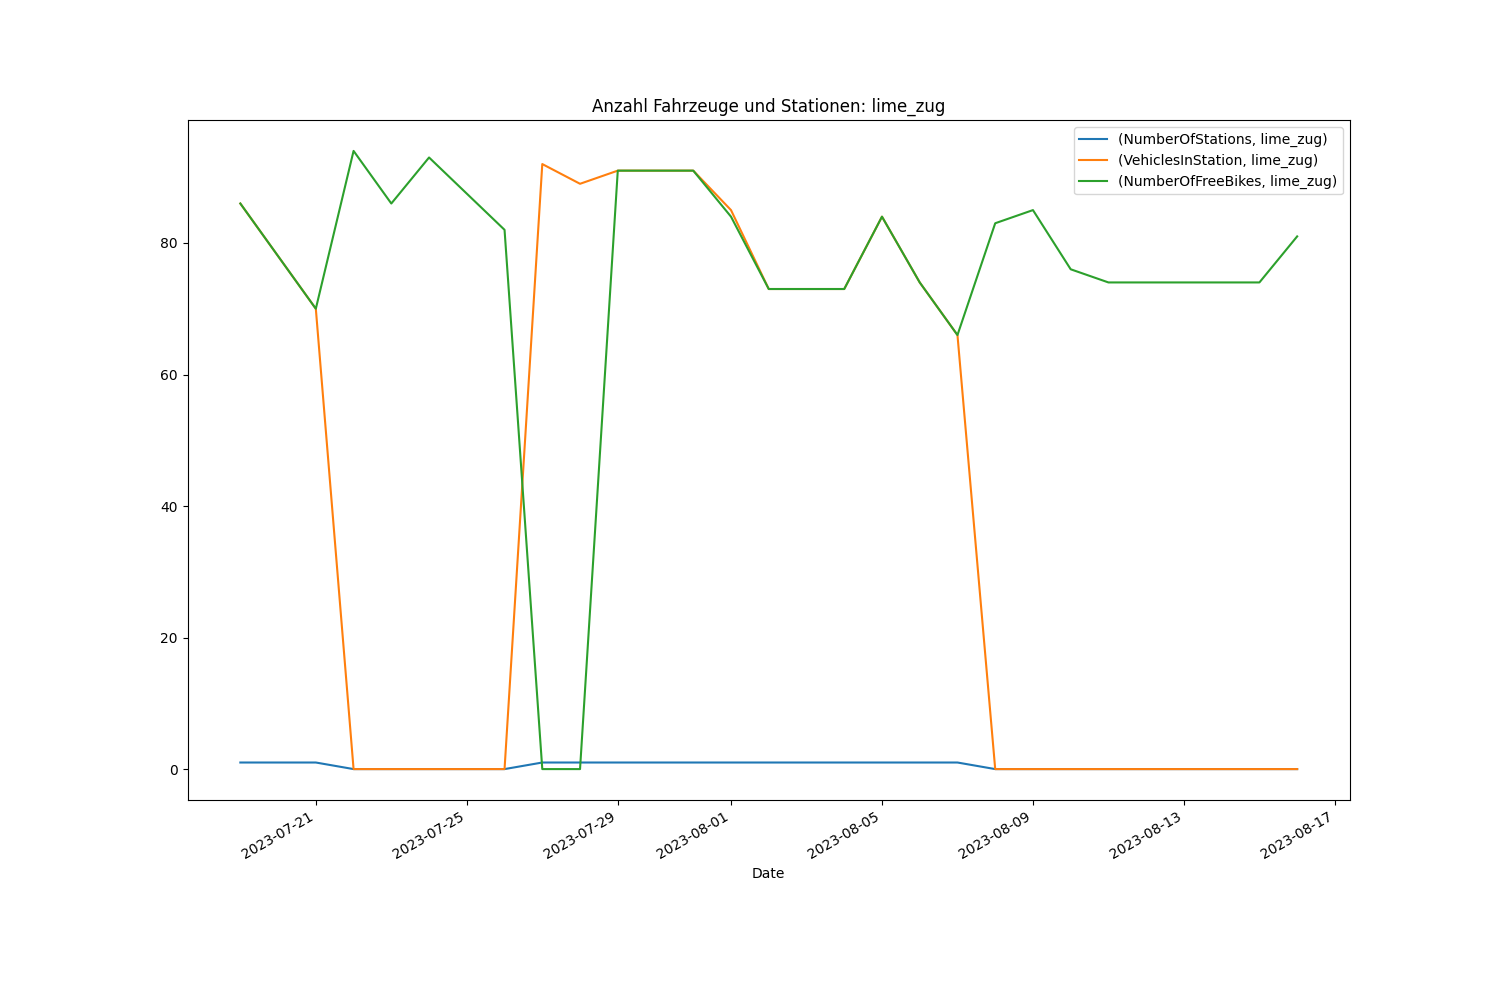 Anzahl Fahrzeuge und Stationen: lime_zug
(NumberOfStations, lime_zug)
(VehiclesInStation, lime_zug)
(NumberOfFreeBikes, lime_zug)
80
60
40
20
0
2023-07-21
2023-07-25
2023-07-29
2023-08-01
2023-08-05
2023-08-09
2023-08-13
2023-08-17
Date